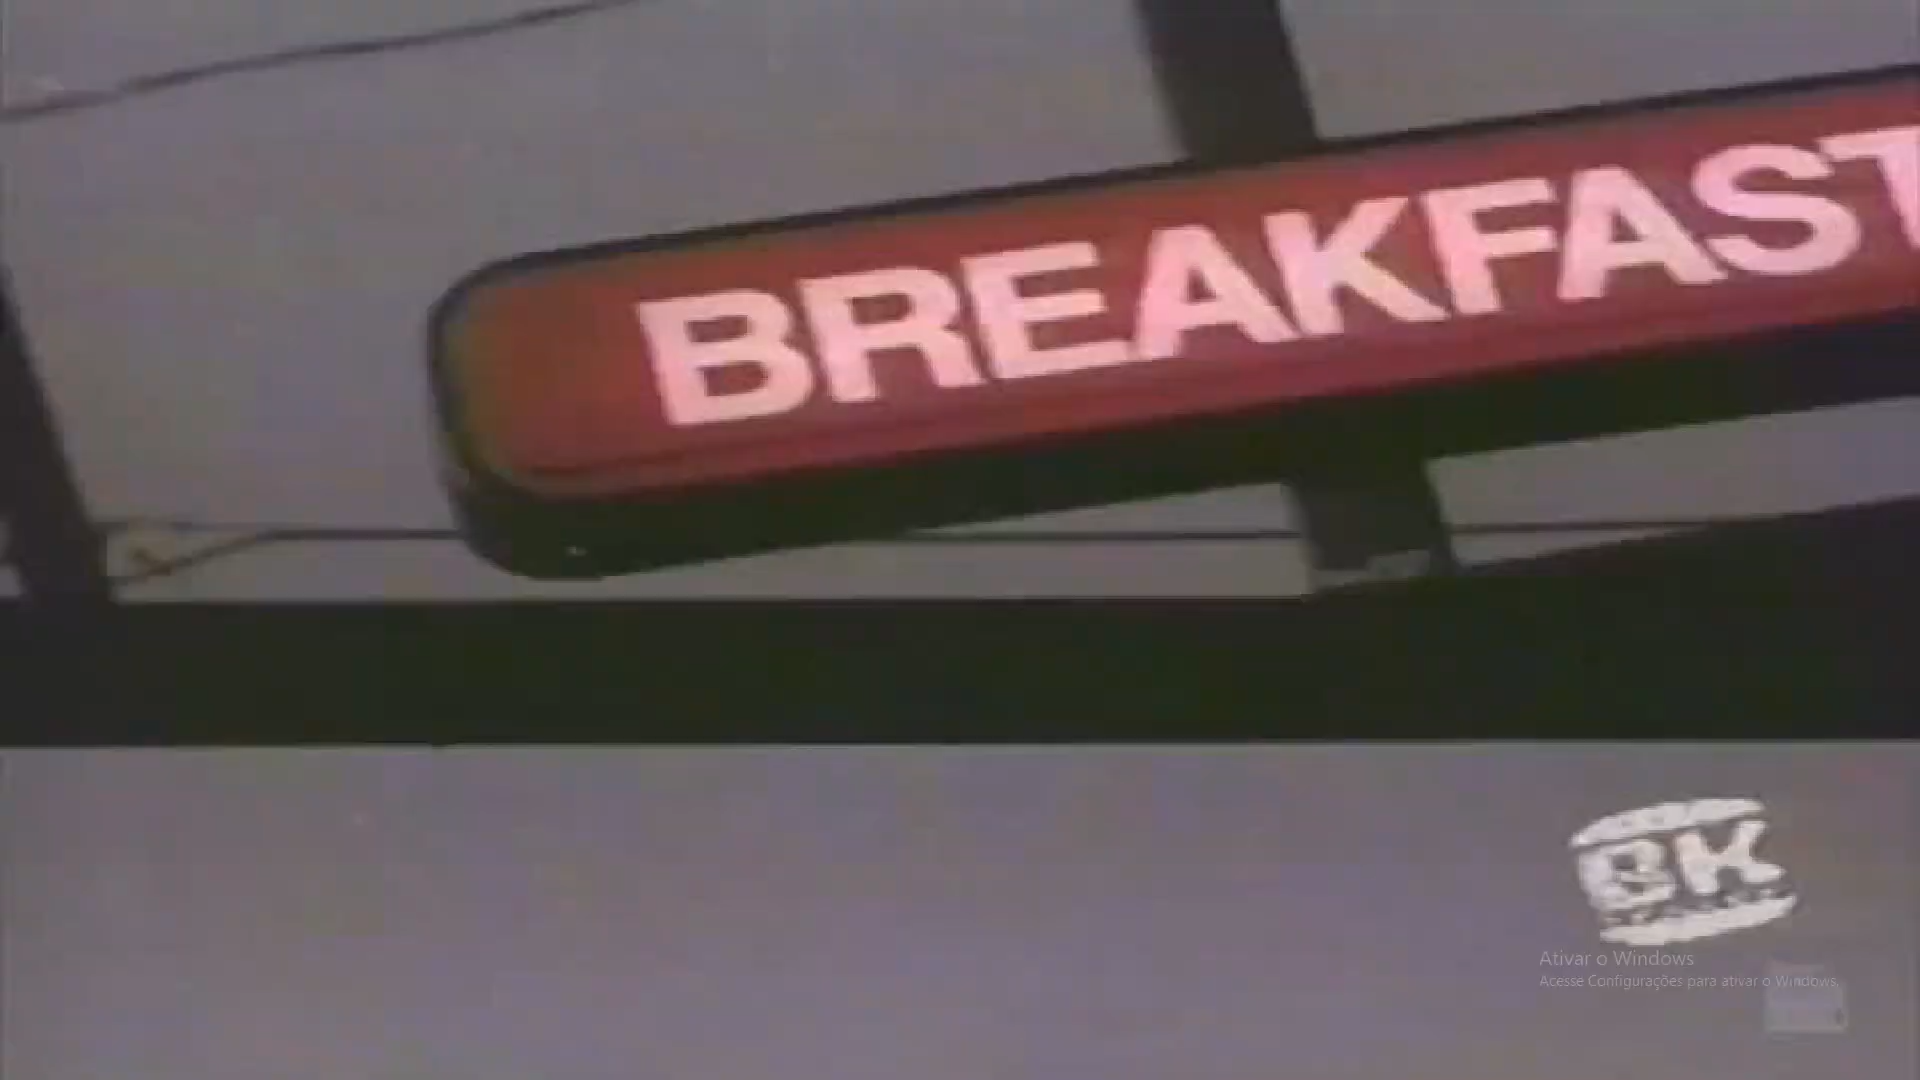 BREAKFAST
BK
Ativar o Windows
Acesse Configurações para ativar o Windows.